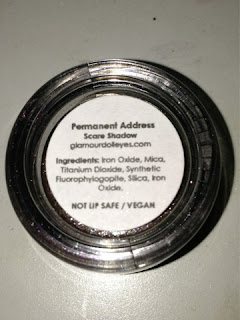 Permanent Address
Scare Shadow
glamourdolleyes.com
Ingredients: Iron Oxide, Mica,
Titanium Dioxide, Synthetic
Fluorophylogopite, Silica, Iron
Oxide.
NOT LIP SAFE / VEGAN